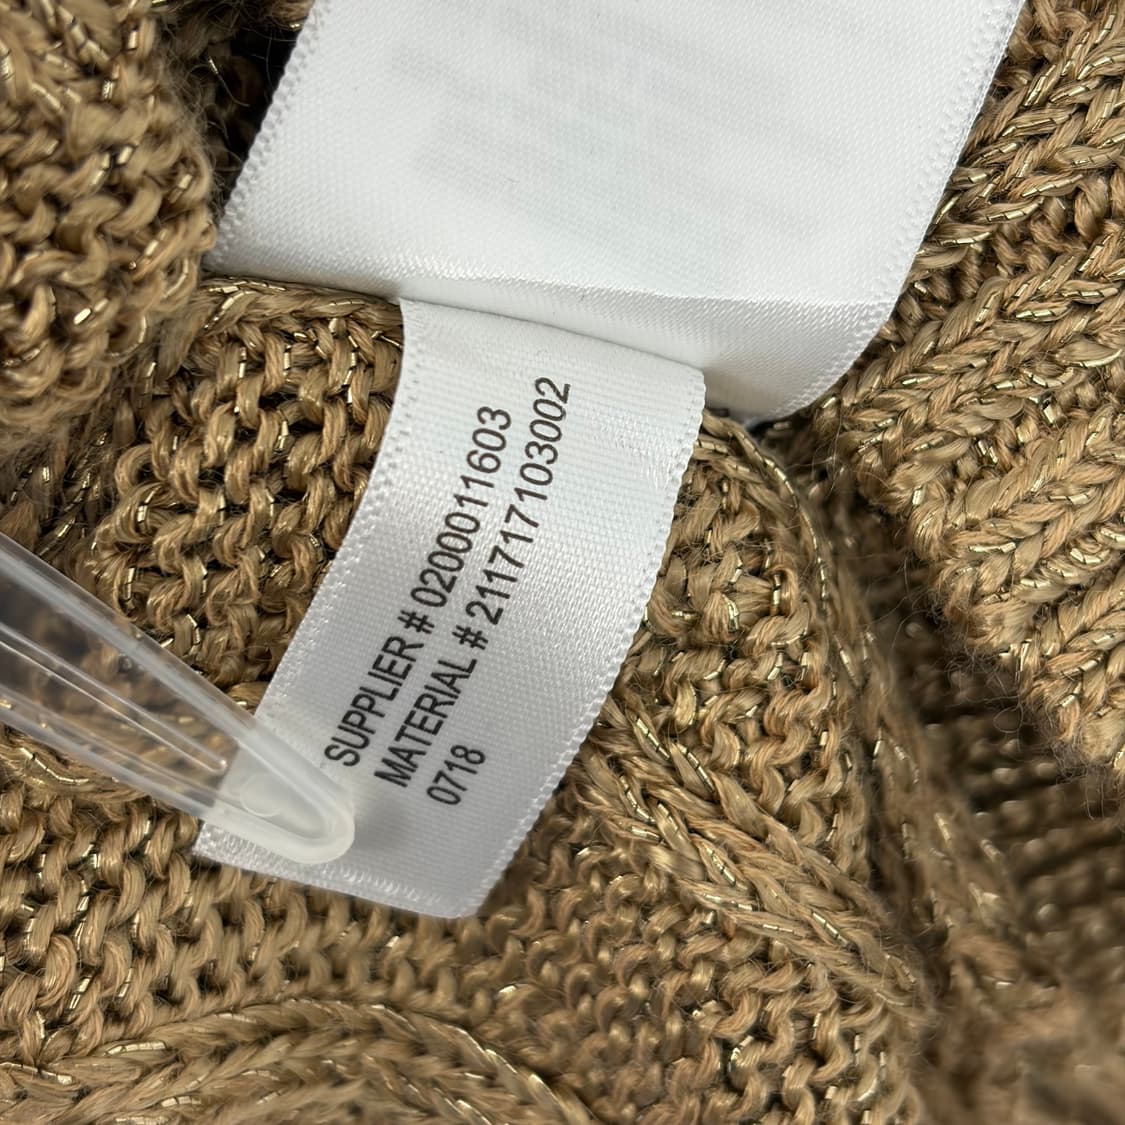 SUPPLIER # 0200011603
MATERIAL # 211717103002
0718